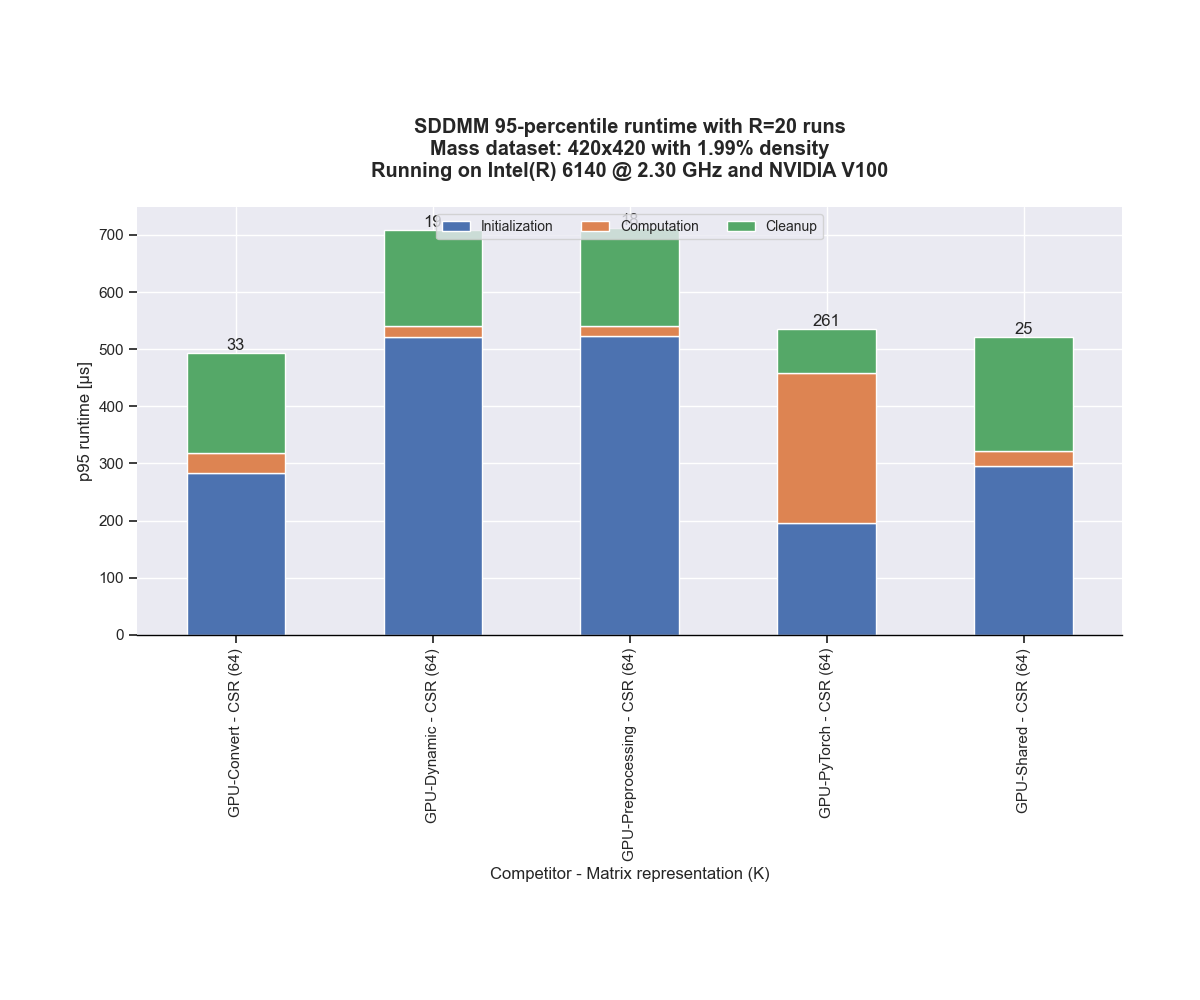 SDDMM 95-percentile runtime with R=20 runs
Mass dataset: 420x420 with 1.99% density
Running on Intel(R) 6140 @ 2.30 GHz and NVIDIA V100
19
18
Initialization
Computation
Cleanup
33
261
25
700
600
500
400
300
200
100
0
p95 runtime [μs]
GPU-Convert - CSR (64)
GPU-Dynamic - CSR (64)
GPU-Preprocessing - CSR (64)
GPU-PyTorch - CSR (64)
GPU-Shared - CSR (64)
Competitor - Matrix representation (K)